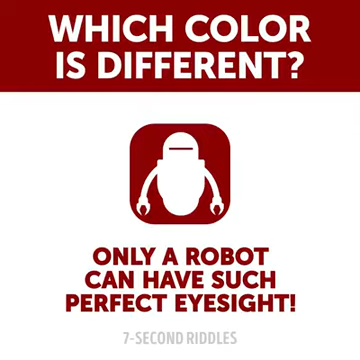 WHICH COLOR
IS DIFFERENT?
ONLY A ROBOT
CAN HAVE SUCH
PERFECT EYESIGHT!
7-SECOND RIDDLES